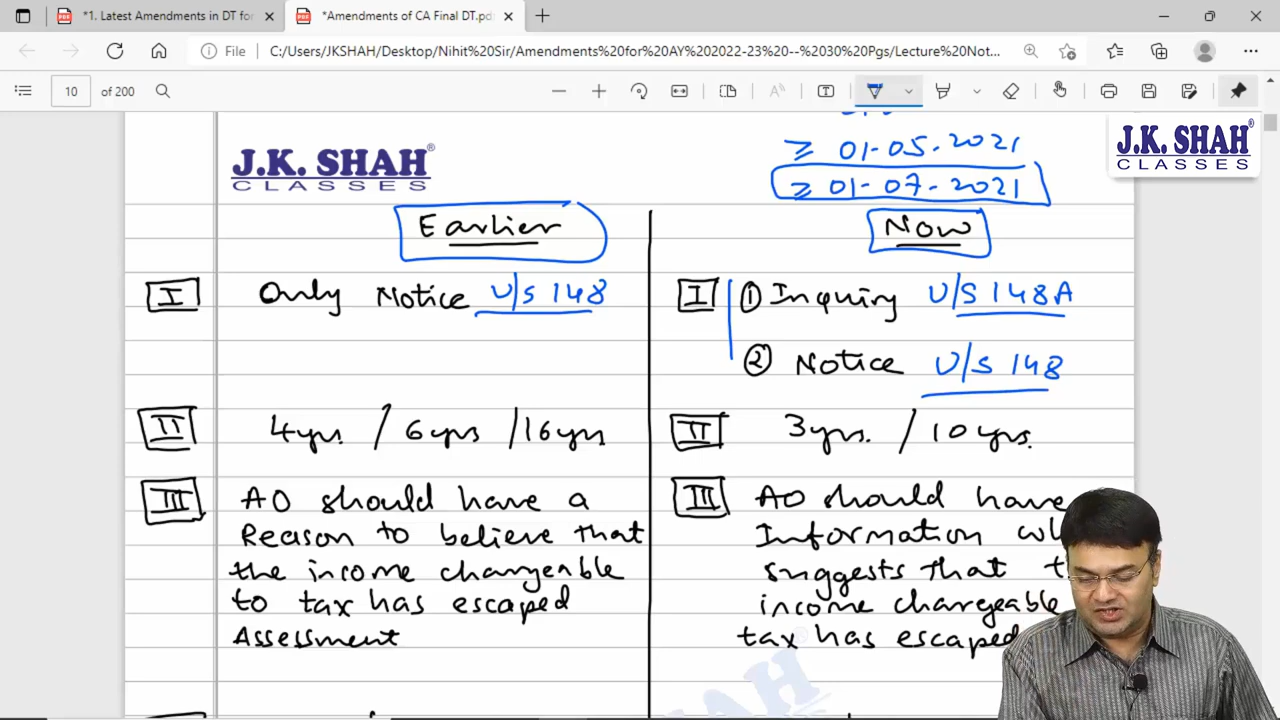 *1. Latest Amendments in DT for
*Amendments of CA Final DT.pd
File
C:/Users/JKSHAH/Desktop/Nihit%20Sir/Amendments%20for%20AY%202022-23%20--%2030%20Pgs/Lecture%20Not...
10 of 200
J.K. SHAH
CLASSES
J.K. SHAH
CLASSES
≥ 01-05-2021
≥ 01-07-2021
Earlier
Now
I Only Notice U/S 148
I ① Inquiry U/S 148A
② Notice U/S 148
II 4yrs. / 6yrs / 16yrs
II 3yrs. / 10yrs.
III AO should have a
Reason to believe that
the income chargeable
to tax has escaped
Assessment
III AO should have
Information
suggests that
income chargeable
tax has escaped